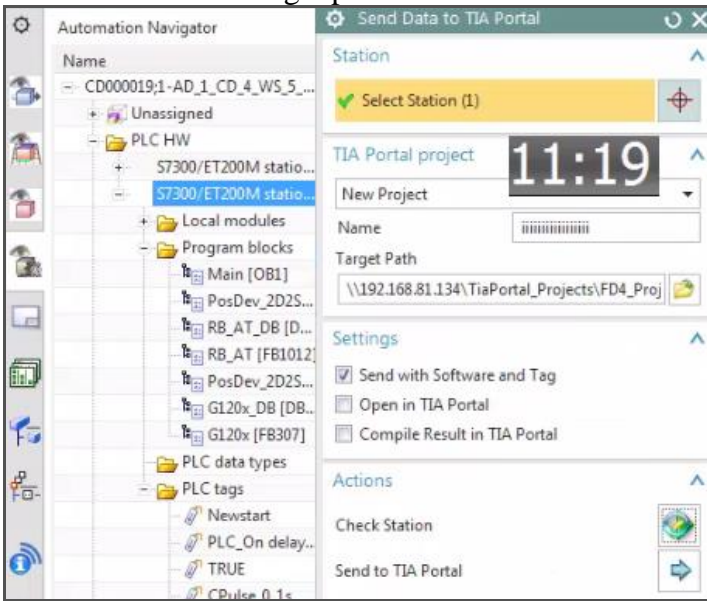 Automation Navigator
Name
CD000019;1-AD_1_CD_4_WS_5_...
Unassigned
PLC HW
S7300/ET200M statio...
S7300/ET200M statio...
Local modules
Program blocks
Main [OB1]
PosDev_2D2S...
RB_AT_DB [D...
RB_AT [FB1012]
PosDev_2D2S...
G120x_DB [DB...
G120x [FB307]
PLC data types
PLC tags
Newstart
PLC_On delay...
TRUE
CPulse_0_1s
Send Data to TIA Portal
Station
Select Station (1)
TIA Portal project
11:19
New Project
Name
Target Path
\\192.168.81.134\TiaPortal_Projects\FD4_Proj
Settings
Send with Software and Tag
Open in TIA Portal
Compile Result in TIA Portal
Actions
Check Station
Send to TIA Portal